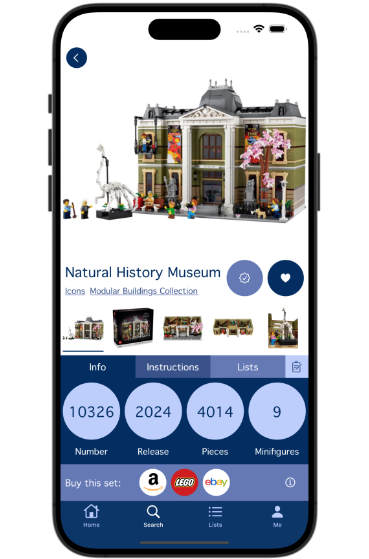 Natural History Museum
Icons Modular Buildings Collection
Info Instructions Lists
10326 2024 4014 9
Number Release Pieces Minifigures
Buy this set: a LEGO ebay
Home Search Lists Me